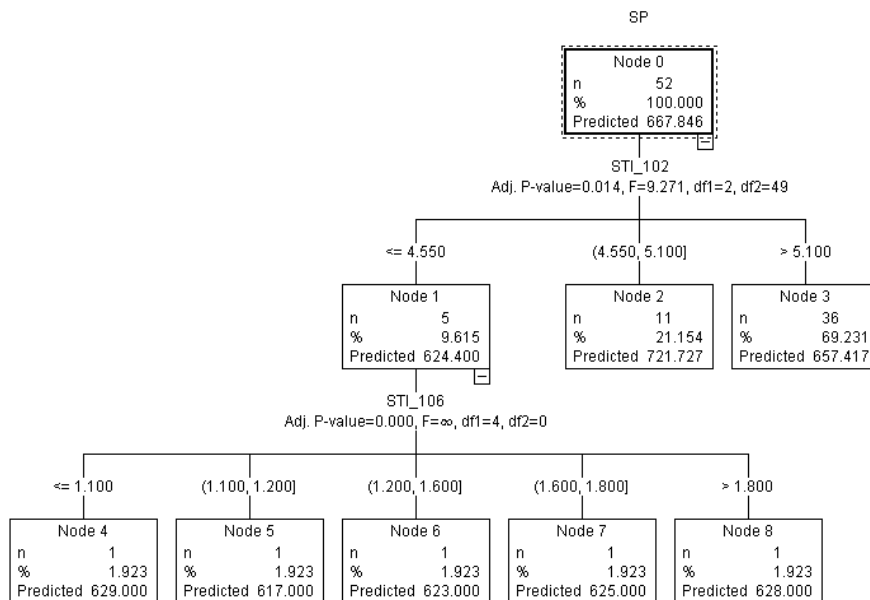 SP
Node 0
n 52
% 100.000
Predicted 667.846
STI_102
Adj. P-value=0.014, F=9.271, df1=2, df2=49
<= 4.550
(4.550, 5.100]
> 5.100
Node 1
n 5
% 9.615
Predicted 624.400
Node 2
n 11
% 21.154
Predicted 721.727
Node 3
n 36
% 69.231
Predicted 657.417
STI_106
Adj. P-value=0.000, F=∞, df1=4, df2=0
<= 1.100
(1.100, 1.200]
(1.200, 1.600]
(1.600, 1.800]
> 1.800
Node 4
n 1
% 1.923
Predicted 629.000
Node 5
n 1
% 1.923
Predicted 617.000
Node 6
n 1
% 1.923
Predicted 623.000
Node 7
n 1
% 1.923
Predicted 625.000
Node 8
n 1
% 1.923
Predicted 628.000